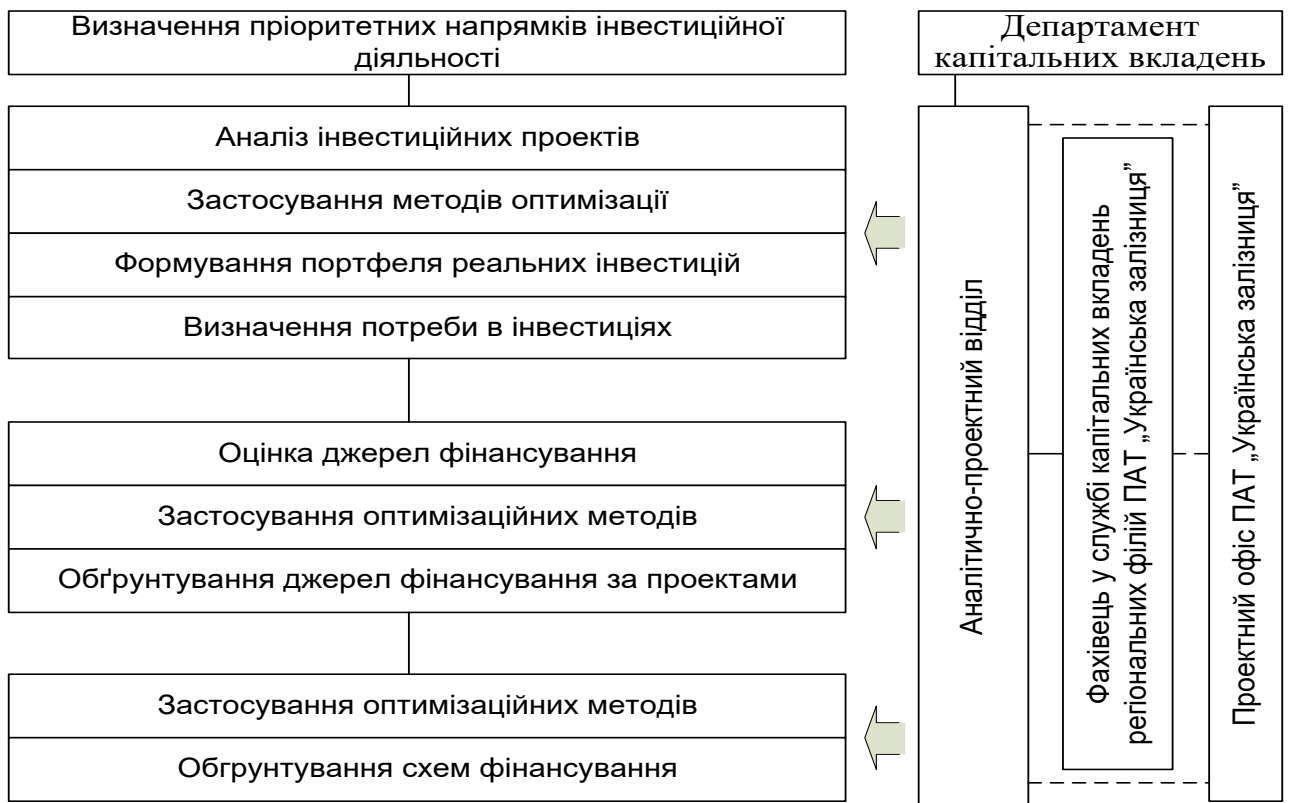 Визначення пріоритетних напрямків інвестиційної
діяльності
Аналіз інвестиційних проектів
Застосування методів оптимізації
Формування портфеля реальних інвестицій
Визначення потреби в інвестиціях
Оцінка джерел фінансування
Застосування оптимізаційних методів
Обґрунтування джерел фінансування за проектами
Застосування оптимізаційних методів
Обгрунтування схем фінансування
Департамент
капітальних вкладень
Аналітично-проектний відділ
Фахівець у службі капітальних вкладень
регіональних філій ПАТ „Українська залізниця”
Проектний офіс ПАТ „Українська залізниця”